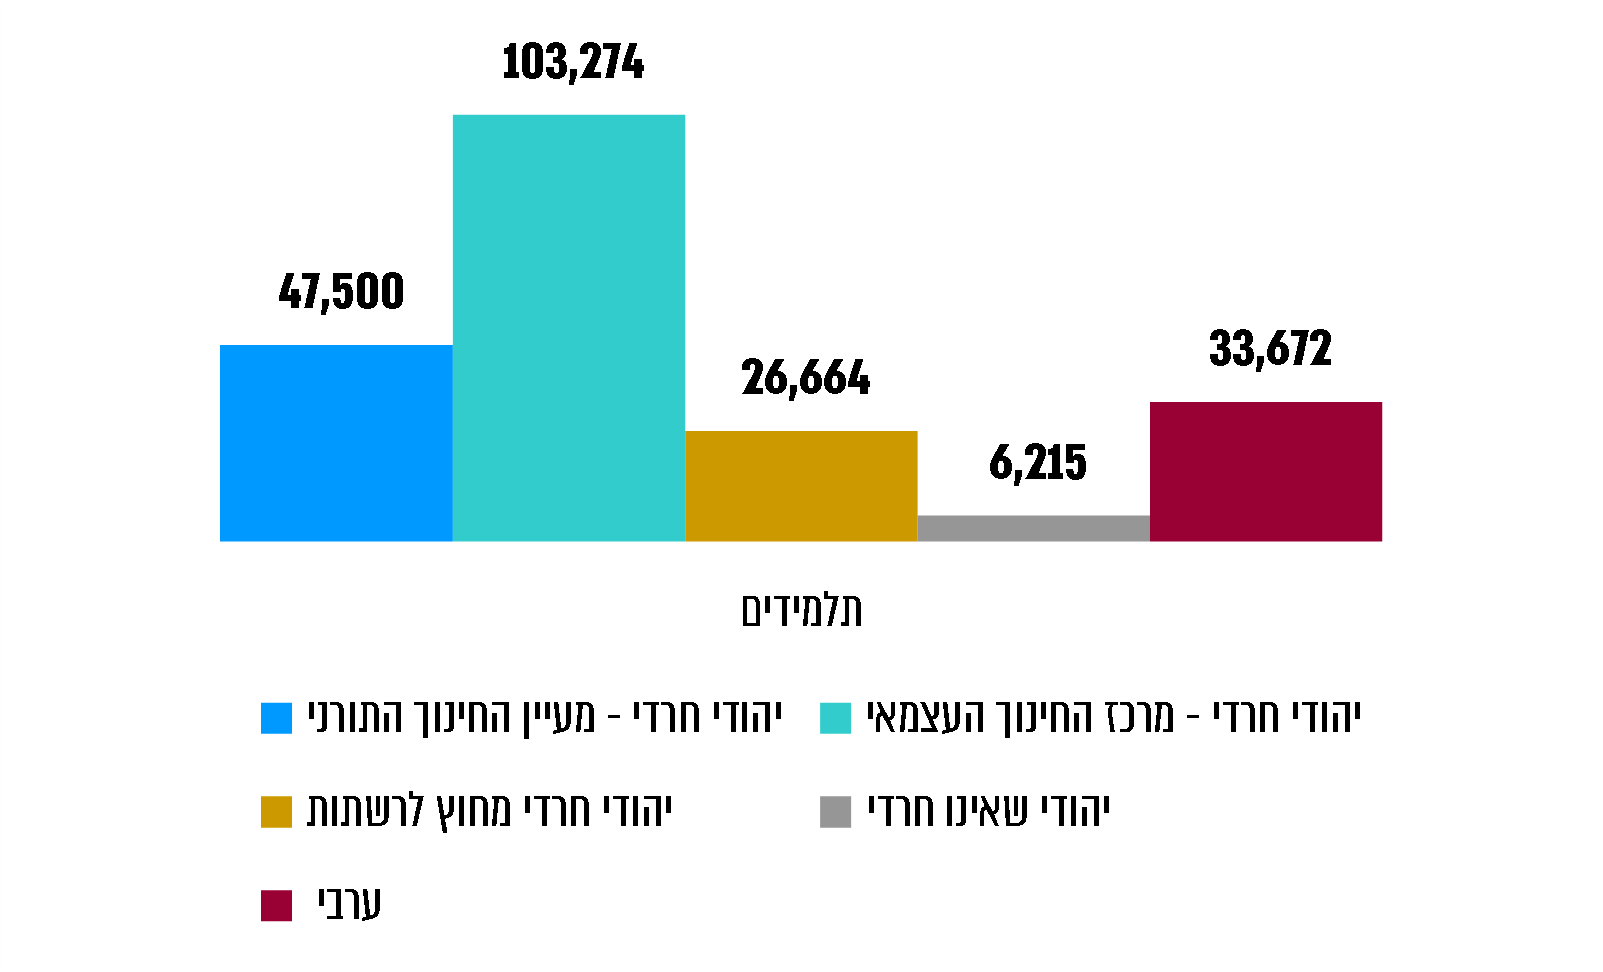 103,274
47,500
33,672
26,664
6,215
תלמידים
יהודי חרדי - מעיין החינוך התורני
יהודי חרדי - מרכז החינוך העצמאי
יהודי חרדי מחוץ לרשתות
יהודי שאינו חרדי
ערבי